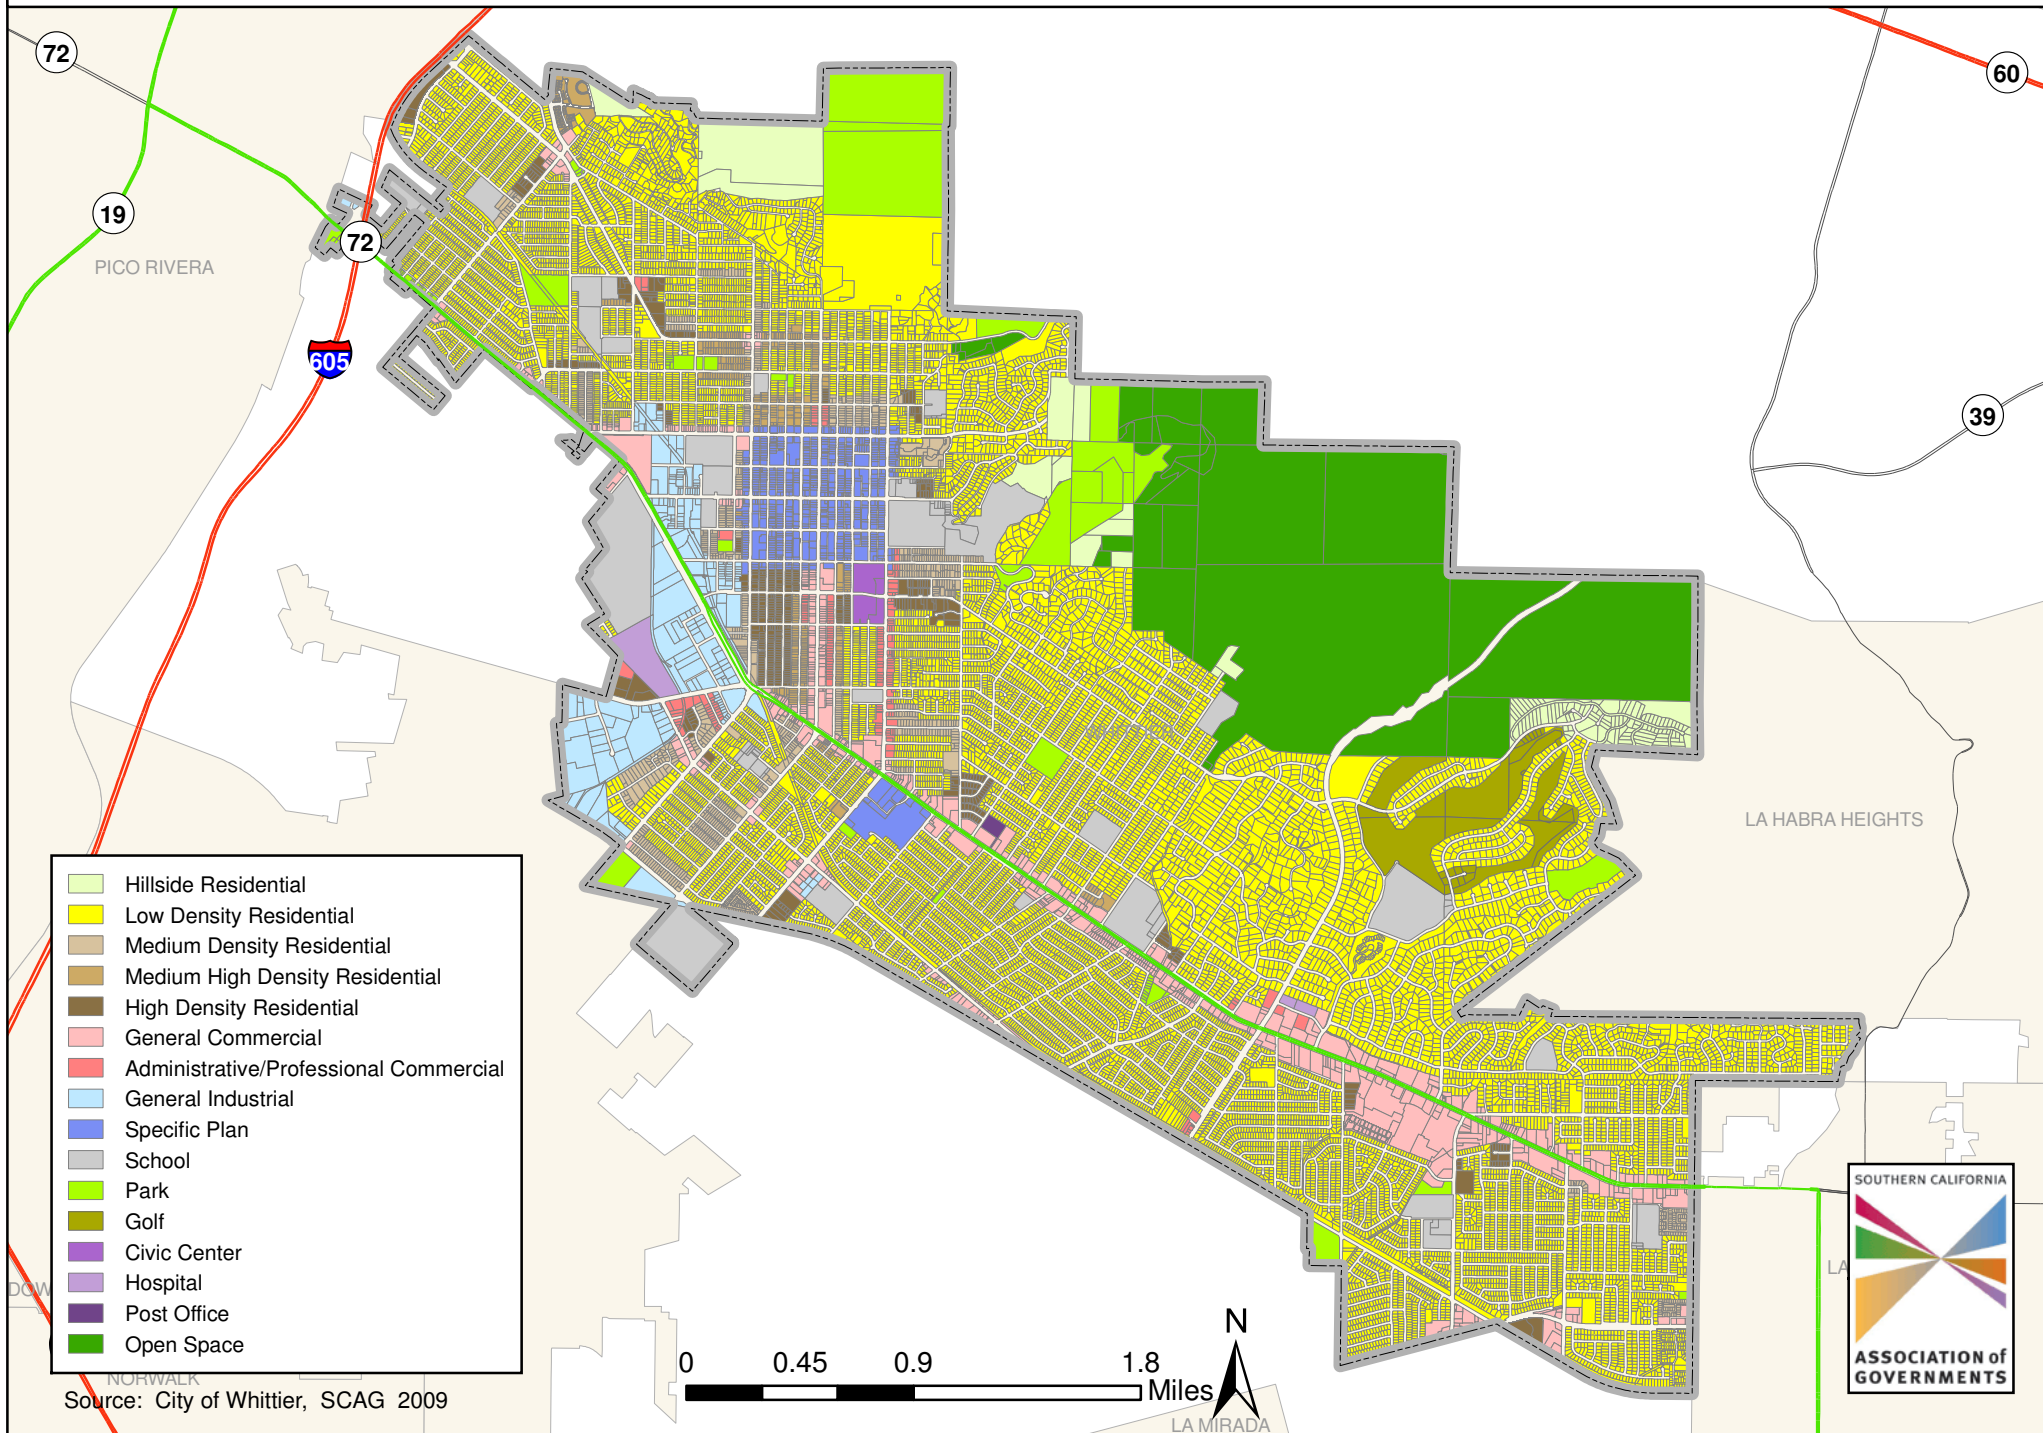 72
60
19
72
PICO RIVERA
605
39
WHITTIER
LA HABRA HEIGHTS
Hillside Residential
Low Density Residential
Medium Density Residential
Medium High Density Residential
High Density Residential
General Commercial
Administrative/Professional Commercial
General Industrial
Specific Plan
School
Park
Golf
Civic Center
Hospital
Post Office
Open Space
DOW
NORWALK
Source: City of Whittier, SCAG 2009
0 0.45 0.9 1.8
Miles
N
LA MIRADA
LA
SOUTHERN CALIFORNIA
ASSOCIATION of
GOVERNMENTS